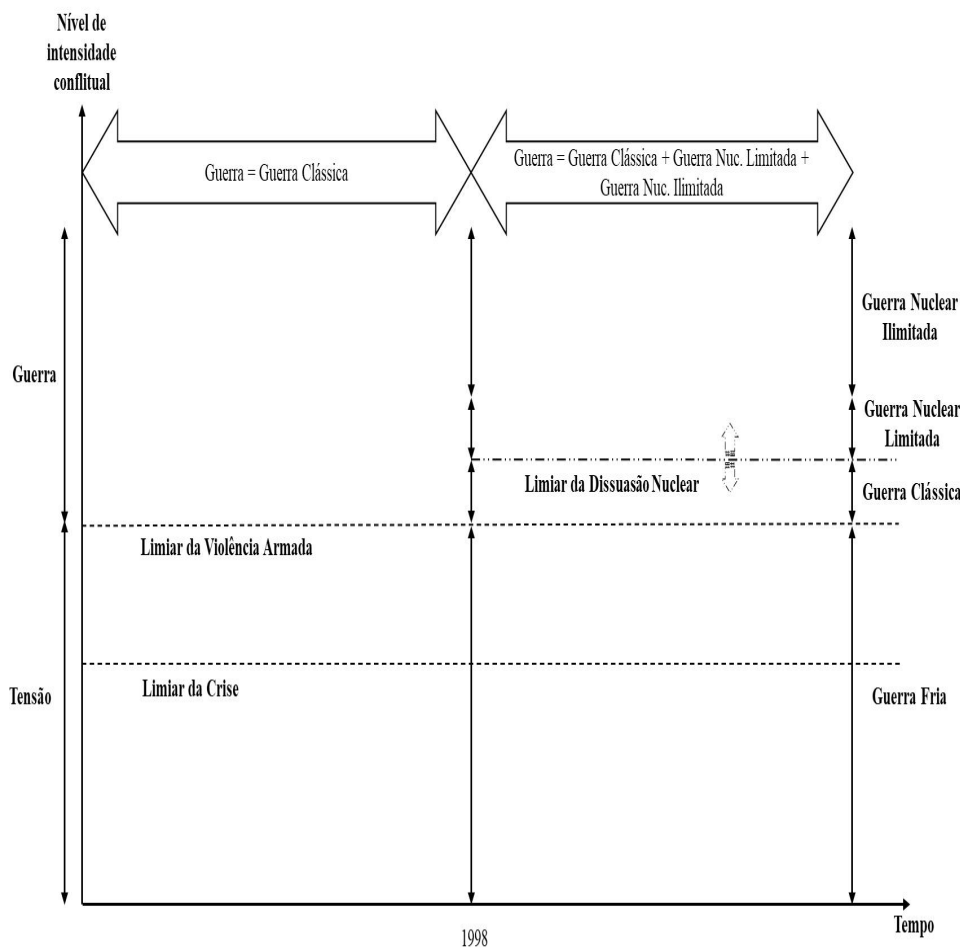 Nível de
intensidade
conflitual
Guerra = Guerra Clássica
Guerra = Guerra Clássica + Guerra Nuc. Limitada +
Guerra Nuc. Ilimitada
Guerra Nuclear
Ilimitada
Guerra
Guerra Nuclear
Limitada
Limiar da Dissuasão Nuclear
Guerra Clássica
Limiar da Violência Armada
Limiar da Crise
Tensão
Guerra Fria
Tempo
1998